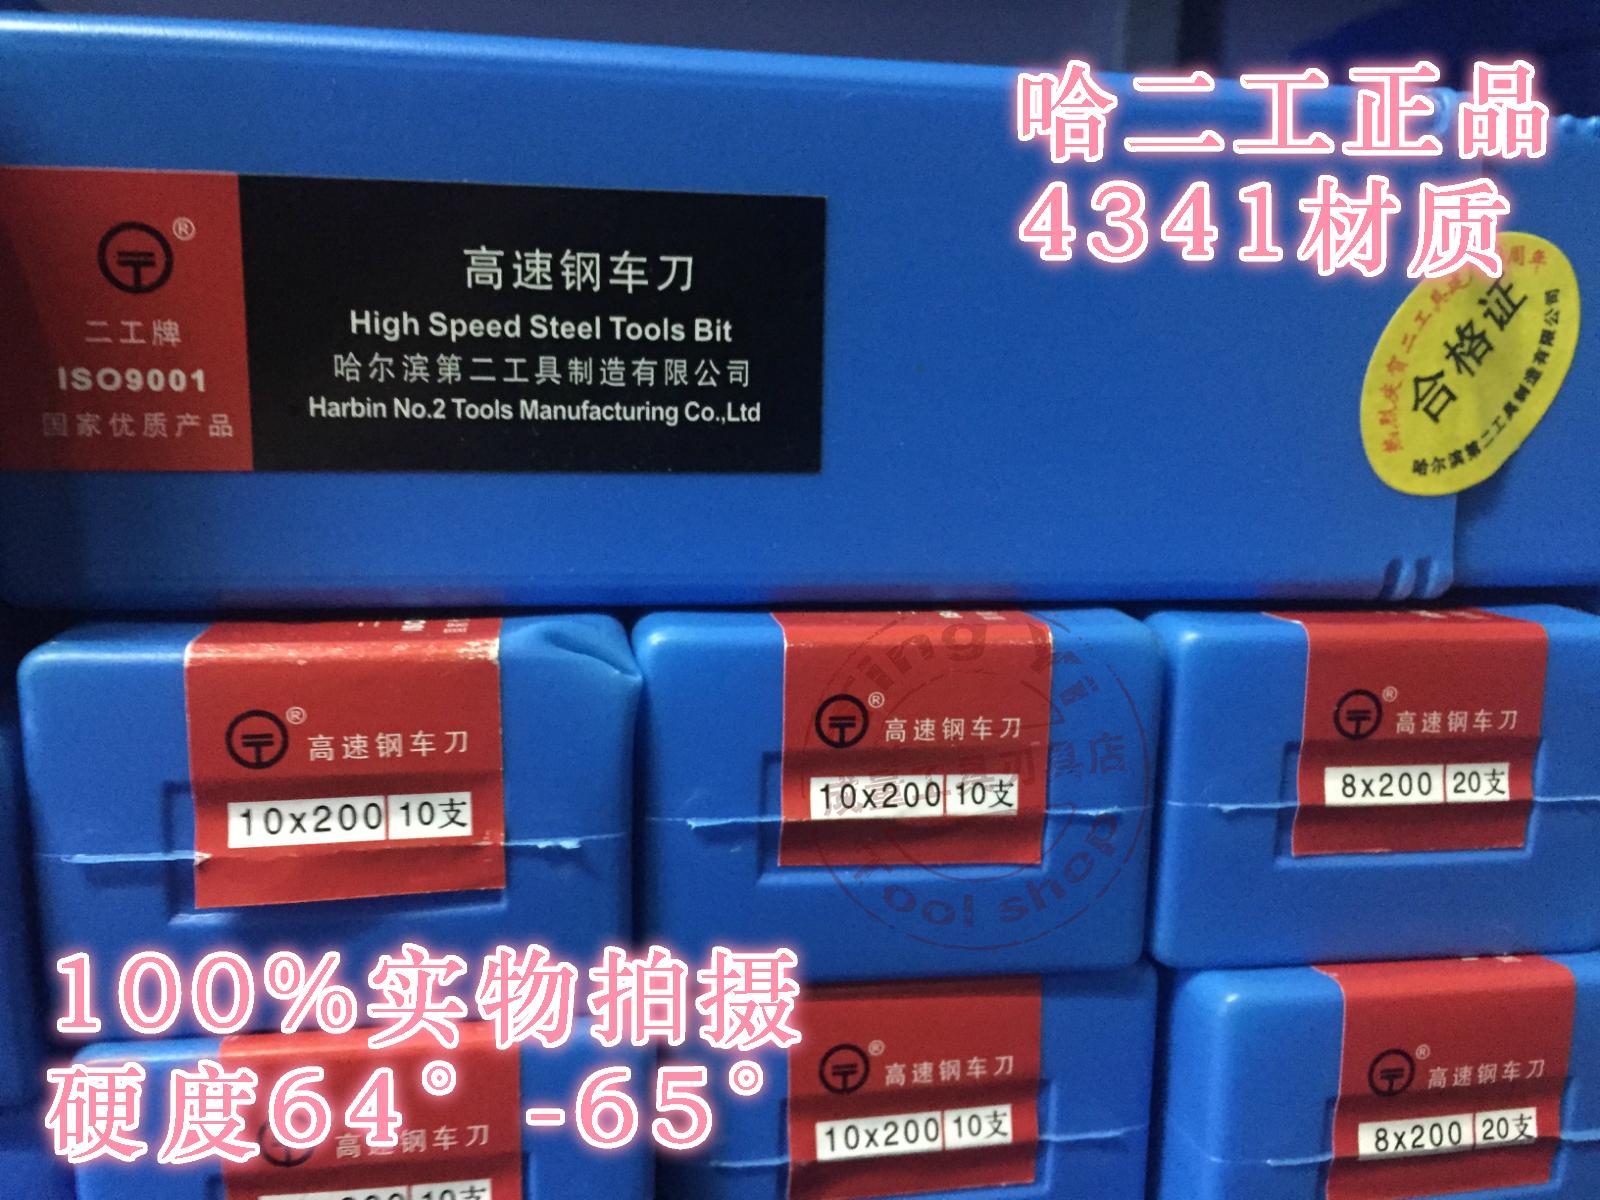 哈二工正品
4341材质
二工牌
ISO9001
国家优质产品
高速钢车刀
High Speed Steel Tools Bit
哈尔滨第二工具制造有限公司
Harbin No.2 Tools Manufacturing Co.,Ltd
合格证
哈尔滨第二工具制造有限公司
®高速钢车刀
10x200 10支
®高速钢车刀
10x200 10支
®高速钢车刀
8x200 20支
Tool shop
100%实物拍摄
硬度64°-65°
高速钢车刀
10支
®高速钢车刀
10x200 10支
®高速钢车刀
8x200 20支